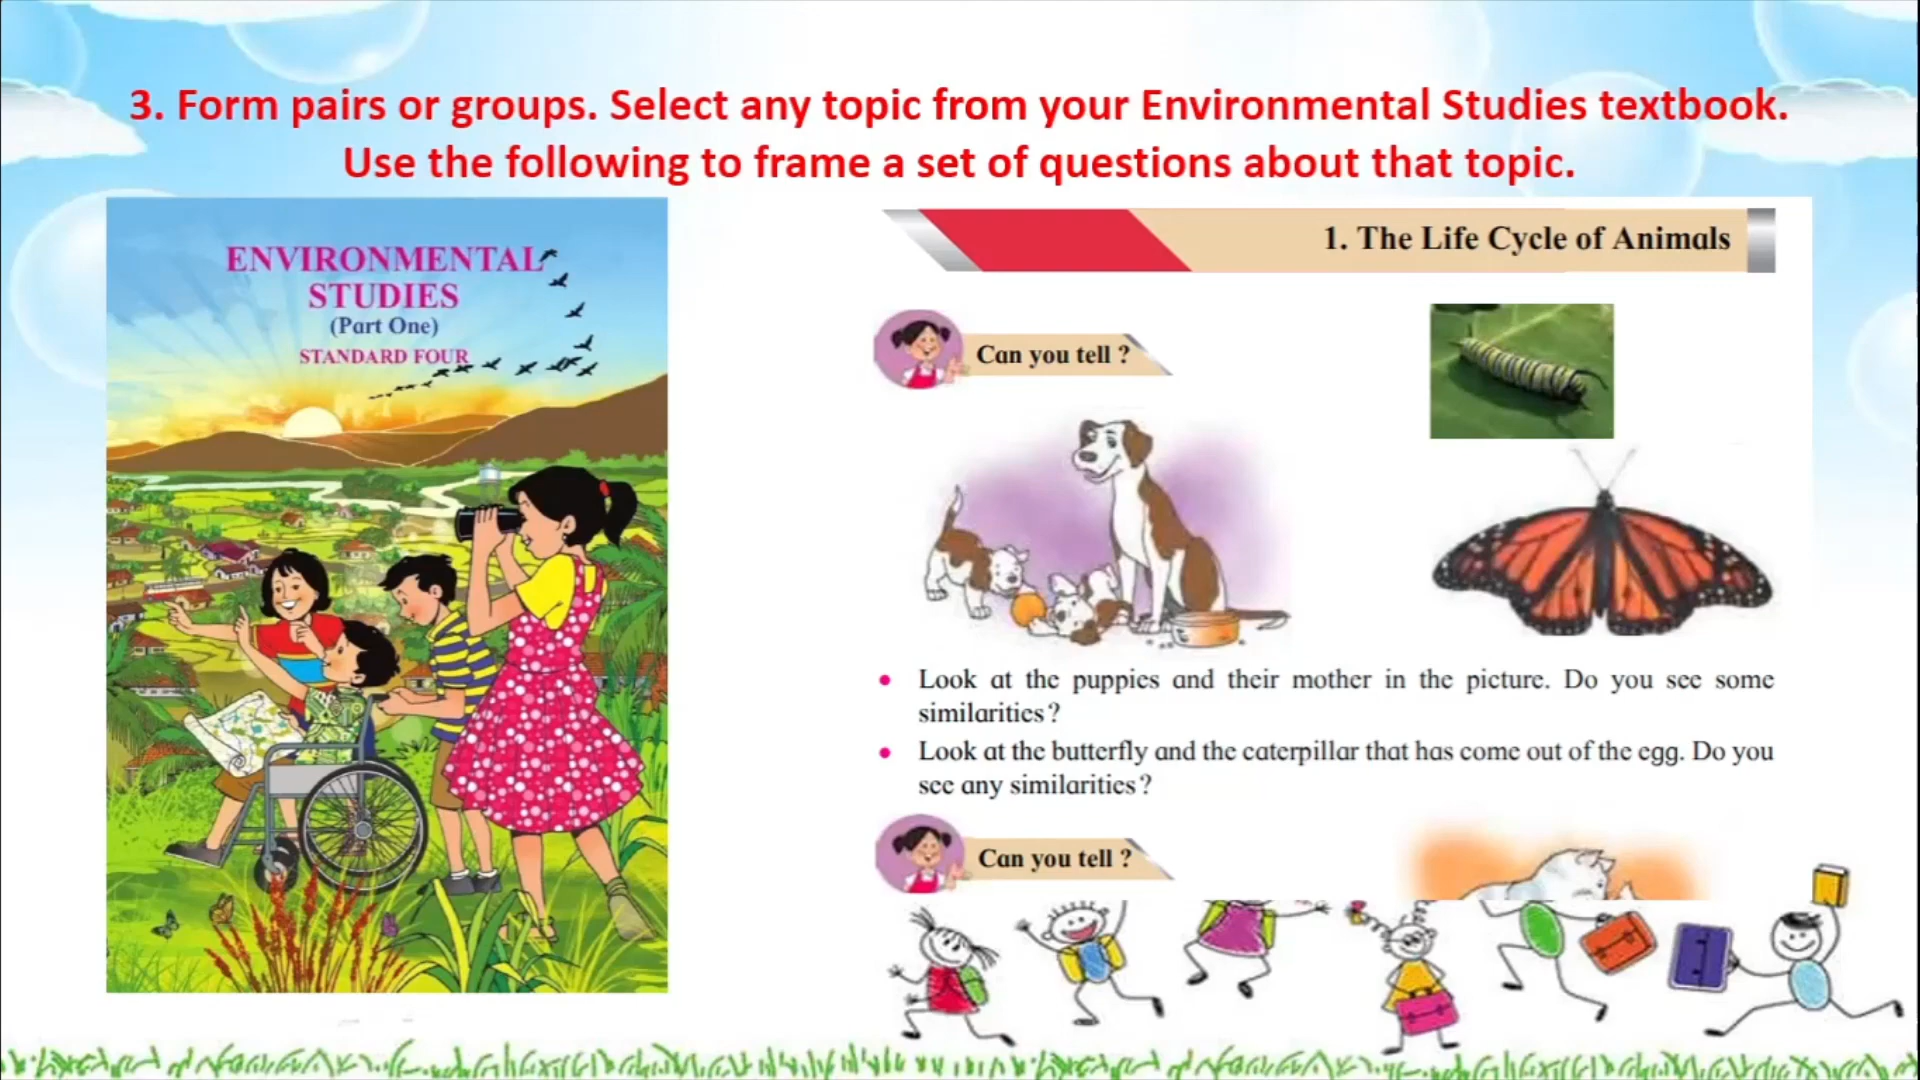 3. Form pairs or groups. Select any topic from your Environmental Studies textbook.
Use the following to frame a set of questions about that topic.
ENVIRONMENTAL
STUDIES
(Part One)
STANDARD FOUR
1. The Life Cycle of Animals
Can you tell ?
Look at the puppies and their mother in the picture. Do you see some
similarities ?
Look at the butterfly and the caterpillar that has come out of the egg. Do you
see any similarities ?
Can you tell ?